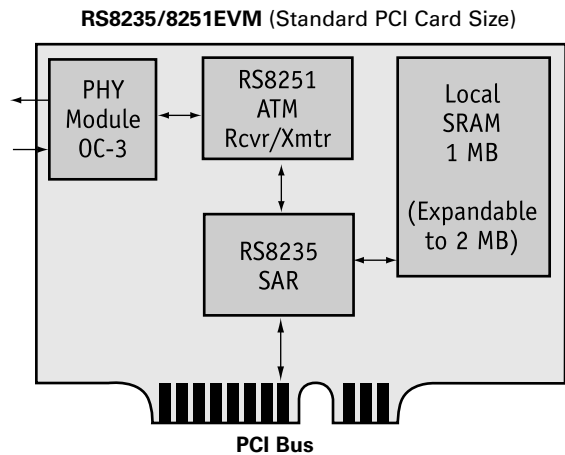 RS8235/8251EVM (Standard PCI Card Size)
PHY
Module
OC-3
RS8251
ATM
Rcvr/Xmtr
Local
SRAM
1 MB
(Expandable
to 2 MB)
RS8235
SAR
PCI Bus